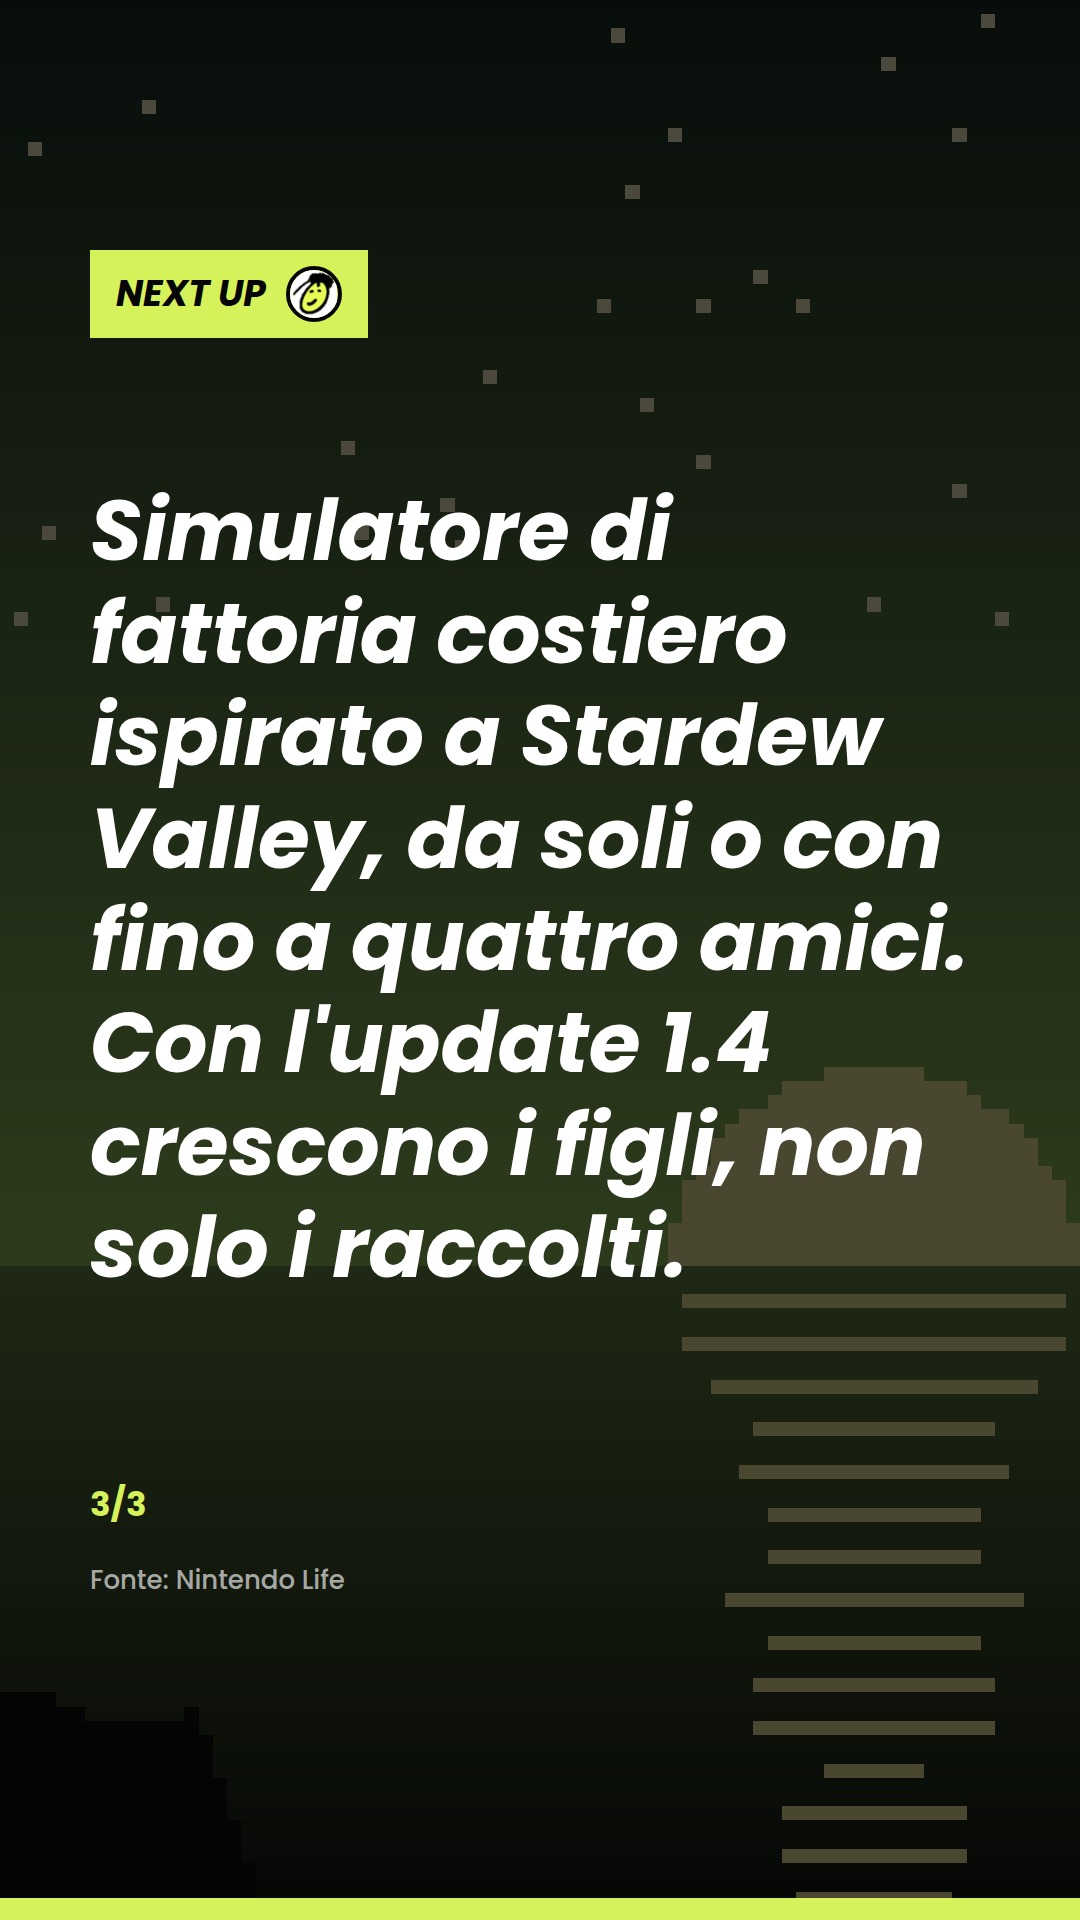 NEXT UP
Simulatore di
fattoria costiero
ispirato a Stardew
Valley, da soli o con
fino a quattro amici.
Con l'update 1.4
crescono i figli, non
solo i raccolti.
3/3
Fonte: Nintendo Life